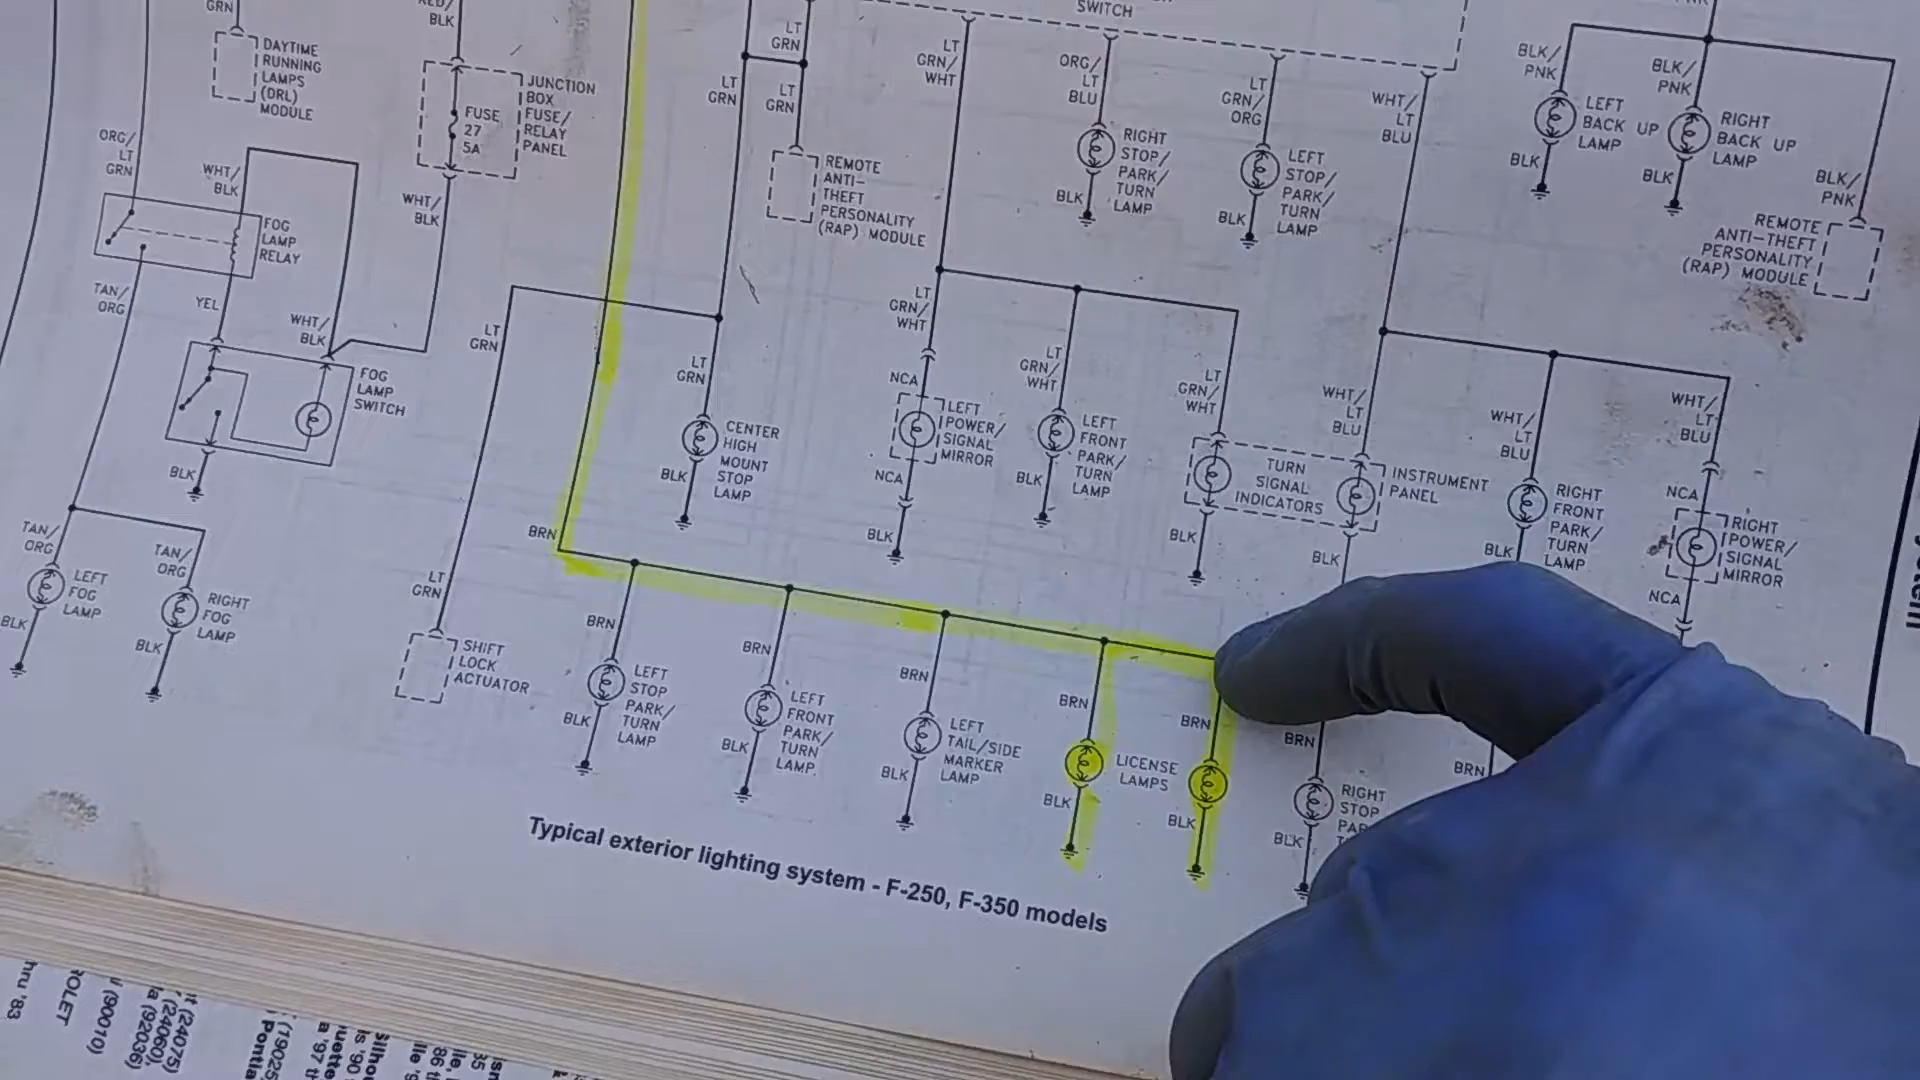 GRN
DAYTIME
RUNNING
LAMPS
(DRL)
MODULE
BLK
JUNCTION
BOX
FUSE/
RELAY
PANEL
FUSE
27
5A
WHT/
BLK
ORG/
LT
GRN
WHT/
BLK
FOG
LAMP
RELAY
TAN/
ORG
YEL
WHT/
BLK
FOG
LAMP
SWITCH
BLK
TAN/
ORG
TAN/
ORG
LEFT
FOG
LAMP
BLK
RIGHT
FOG
LAMP
BLK
LT
GRN
LT
GRN
LT
GRN
REMOTE
ANTI-
THEFT
PERSONALITY
(RAP) MODULE
LT
GRN
LT
GRN
CENTER
HIGH
MOUNT
STOP
LAMP
BLK
LT
GRN
SHIFT
LOCK
ACTUATOR
SWITCH
LT
GRN/
WHT
ORG/
LT
BLU
RIGHT
STOP/
PARK/
TURN
LAMP
BLK
LT
GRN/
ORG
LEFT
STOP/
PARK/
TURN
LAMP
BLK
WHT/
LT
BLU
LT
GRN/
WHT
NCA
LEFT
POWER/
SIGNAL
MIRROR
NCA
BLK
LT
GRN/
WHT
LEFT
FRONT
PARK/
TURN
LAMP
BLK
LT
GRN/
WHT
TURN
SIGNAL
INDICATORS
INSTRUMENT
PANEL
BLK
WHT/
LT
BLU
BLK
WHT/
LT
BLU
RIGHT
FRONT
PARK/
TURN
LAMP
BLK
WHT/
LT
BLU
NCA
RIGHT
POWER/
SIGNAL
MIRROR
NCA
BLK/
PNK
LEFT
BACK UP
LAMP
BLK
BLK/
PNK
RIGHT
BACK UP
LAMP
BLK
BLK/
PNK
REMOTE
ANTI-THEFT
PERSONALITY
(RAP) MODULE
BRN
BRN
LEFT
STOP
PARK/
TURN
LAMP
BLK
BRN
LEFT
FRONT
PARK/
TURN
LAMP
BLK
BRN
LEFT
TAIL/SIDE
MARKER
LAMP
BLK
BRN
LICENSE
LAMPS
BLK
BRN
BLK
BRN
RIGHT
STOP
BLK
BRN
Typical exterior lighting system - F-250, F-350 models
(24075)
(24060),
(92036)
(90010)